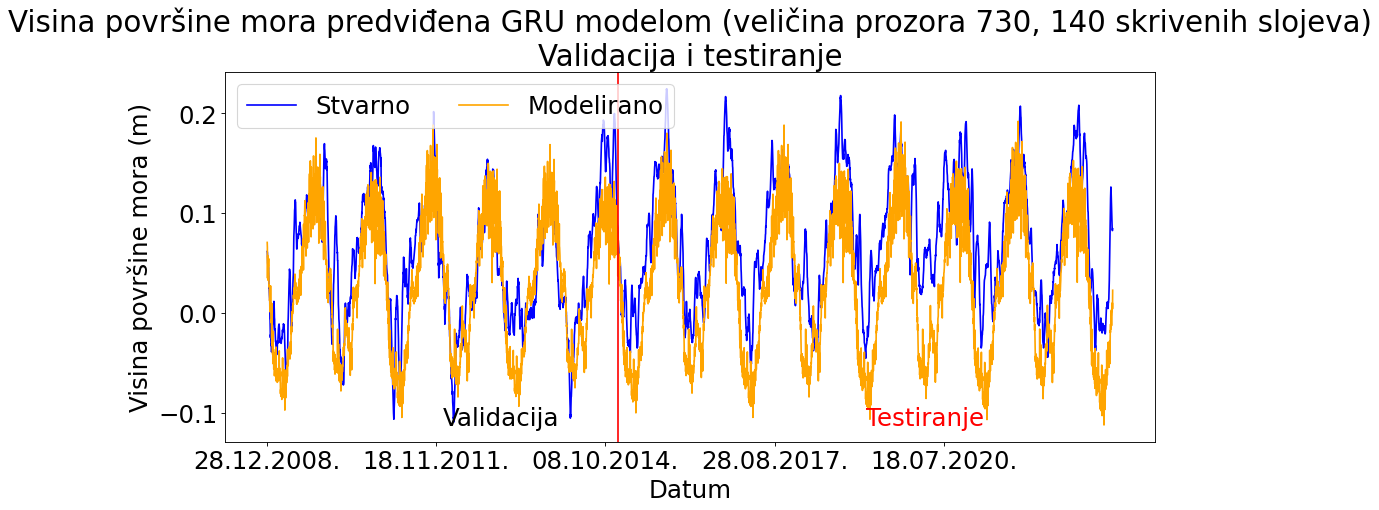 Visina površine mora predviđena GRU modelom (veličina prozora 730, 140 skrivenih slojeva)
Validacija i testiranje
Stvarno
Modelirano
Visina površine mora (m)
0.2
0.1
0.0
−0.1
Validacija
Testiranje
28.12.2008.
18.11.2011.
08.10.2014.
28.08.2017.
18.07.2020.
Datum